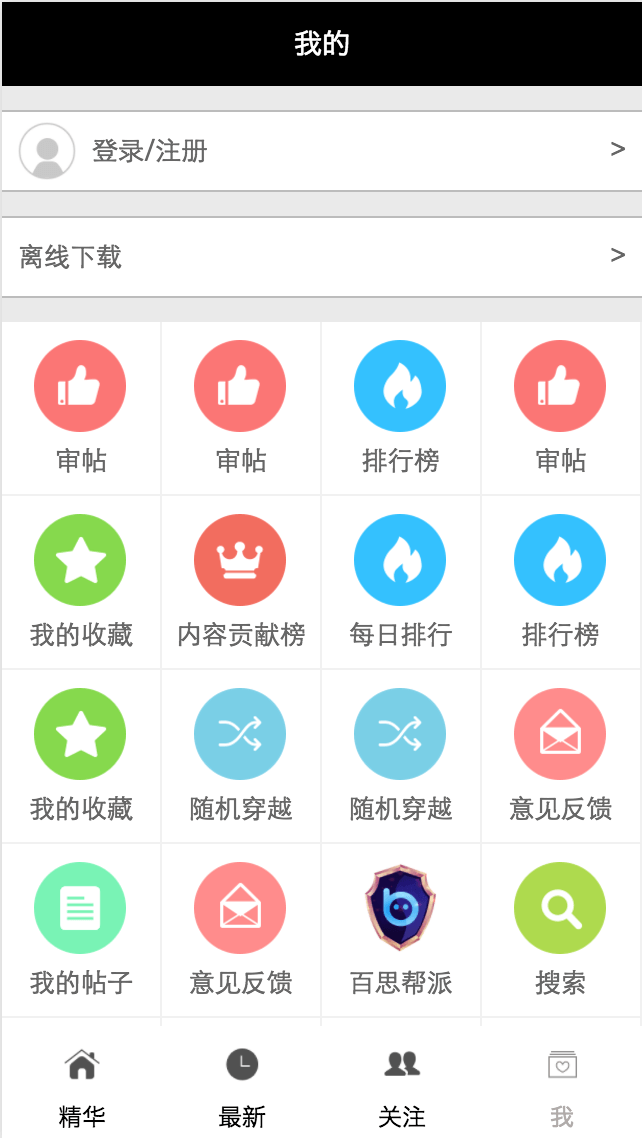 我的
登录/注册 >
离线下载 >
审帖 审帖 排行榜 审帖
我的收藏 内容贡献榜 每日排行 排行榜
我的收藏 随机穿越 随机穿越 意见反馈
我的帖子 意见反馈 百思帮派 搜索
精华 最新 关注 我